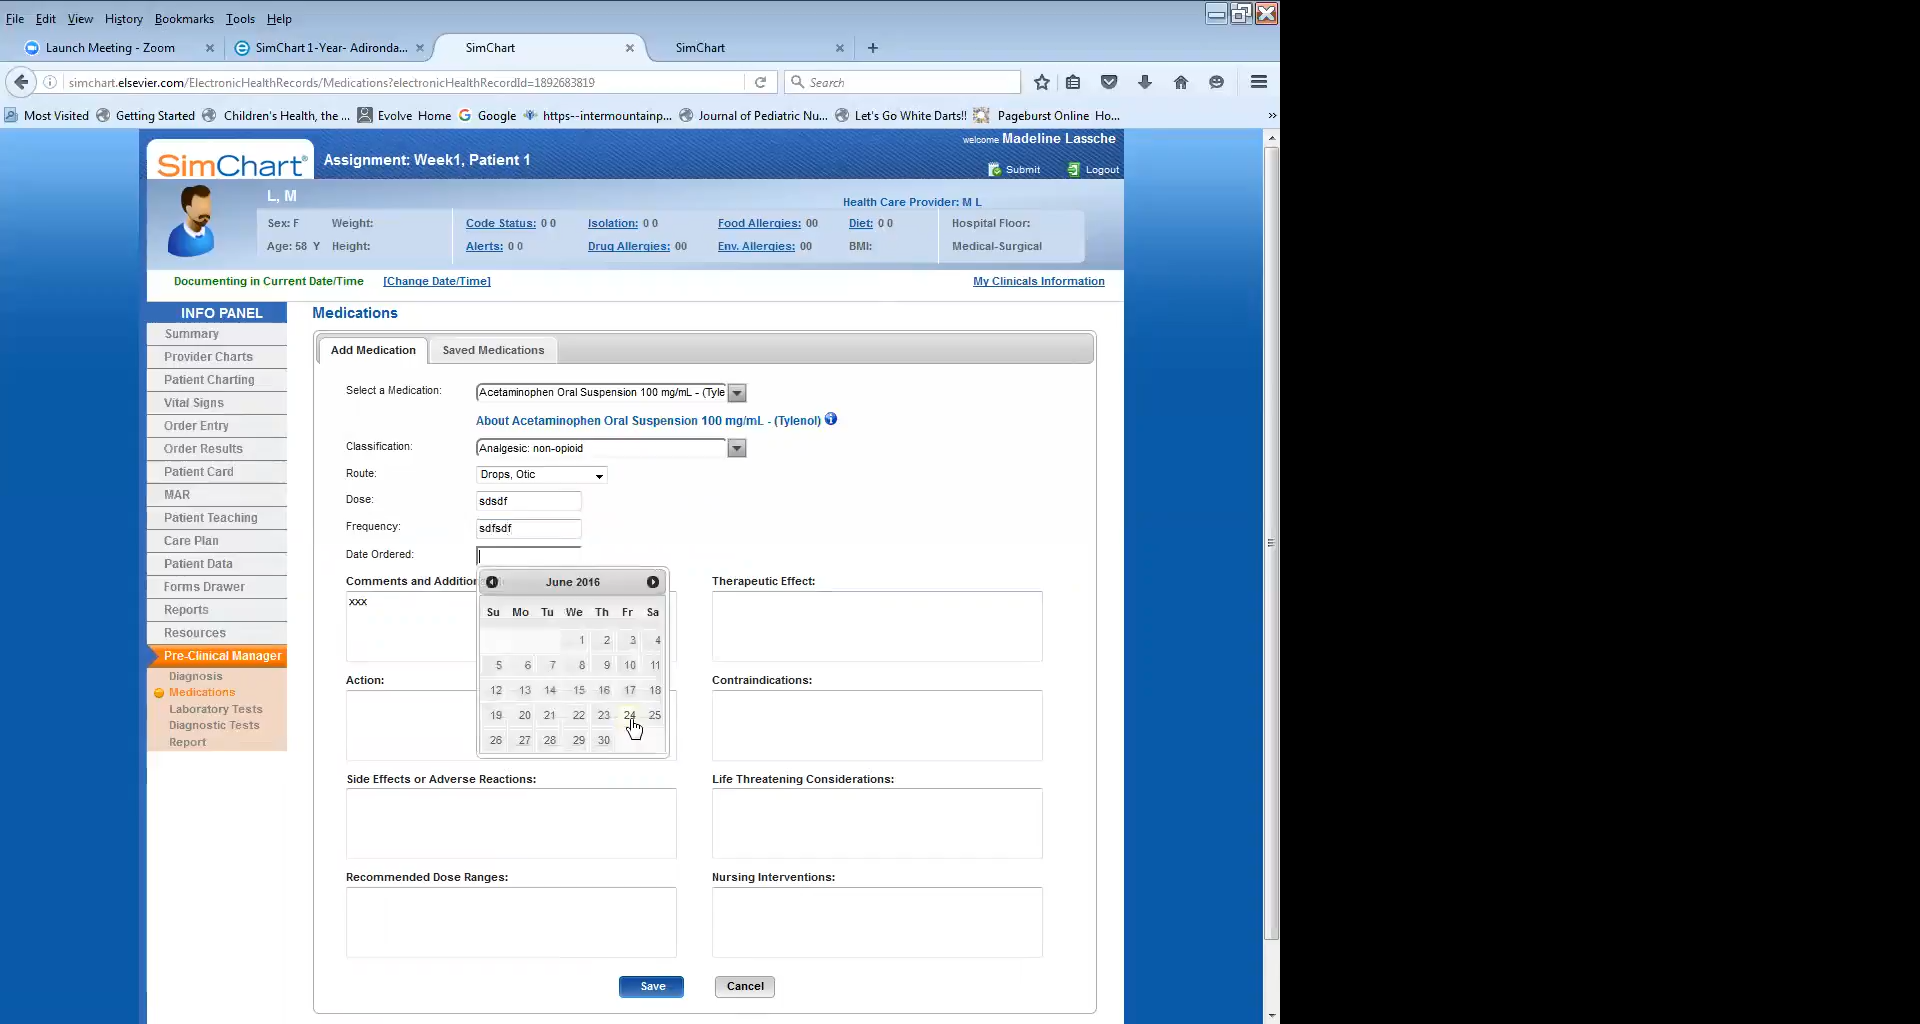 File Edit View History Bookmarks Tools Help
Launch Meeting - Zoom SimChart 1-Year- Adironda... SimChart SimChart
simchart.elsevier.com/ElectronicHealthRecords/Medications?electronicHealthRecordId=1892683819 Search
Most Visited Getting Started Children's Health, the ... Evolve Home Google https--intermountainp... Journal of Pediatric Nu... Let's Go White Darts!! Pageburst Online Ho... »
welcome Madeline Lassche
SimChart® Assignment: Week1, Patient 1
Submit Logout
L, M
Health Care Provider: M L
Sex: F Weight: Code Status: 0 0 Isolation: 0 0 Food Allergies: 00 Diet: 0 0 Hospital Floor:
Age: 58 Y Height: Alerts: 0 0 Drug Allergies: 00 Env. Allergies: 00 BMI: Medical-Surgical
Documenting in Current Date/Time [Change Date/Time] My Clinicals Information
INFO PANEL
Summary
Provider Charts
Patient Charting
Vital Signs
Order Entry
Order Results
Patient Card
MAR
Patient Teaching
Care Plan
Patient Data
Forms Drawer
Reports
Resources
Pre-Clinical Manager
Diagnosis
Medications
Laboratory Tests
Diagnostic Tests
Report
Medications
Add Medication Saved Medications
Select a Medication: Acetaminophen Oral Suspension 100 mg/mL - (Tyle
About Acetaminophen Oral Suspension 100 mg/mL - (Tylenol)
Classification: Analgesic: non-opioid
Route: Drops, Otic
Dose: sdsdf
Frequency: sdfsdf
Date Ordered:
June 2016
Su Mo Tu We Th Fr Sa
1 2 3 4
5 6 7 8 9 10 11
12 13 14 15 16 17 18
19 20 21 22 23 24 25
26 27 28 29 30
Comments and Addition Therapeutic Effect:
xxx
Action: Contraindications:
Side Effects or Adverse Reactions: Life Threatening Considerations:
Recommended Dose Ranges: Nursing Interventions:
Save Cancel